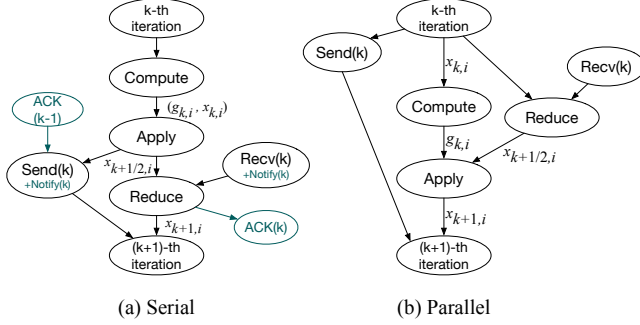 k-th
iteration
Compute
(g_{k,i} , x_{k,i})
ACK
(k-1)
Apply
Send(k)
+Notify(k)
x_{k+1/2,i}
Recv(k)
+Notify(k)
Reduce
x_{k+1,i}
ACK(k)
(k+1)-th
iteration
(a) Serial
k-th
iteration
Send(k)
x_{k,i}
Recv(k)
Compute
Reduce
g_{k,i}
x_{k+1/2,i}
Apply
x_{k+1,i}
(k+1)-th
iteration
(b) Parallel